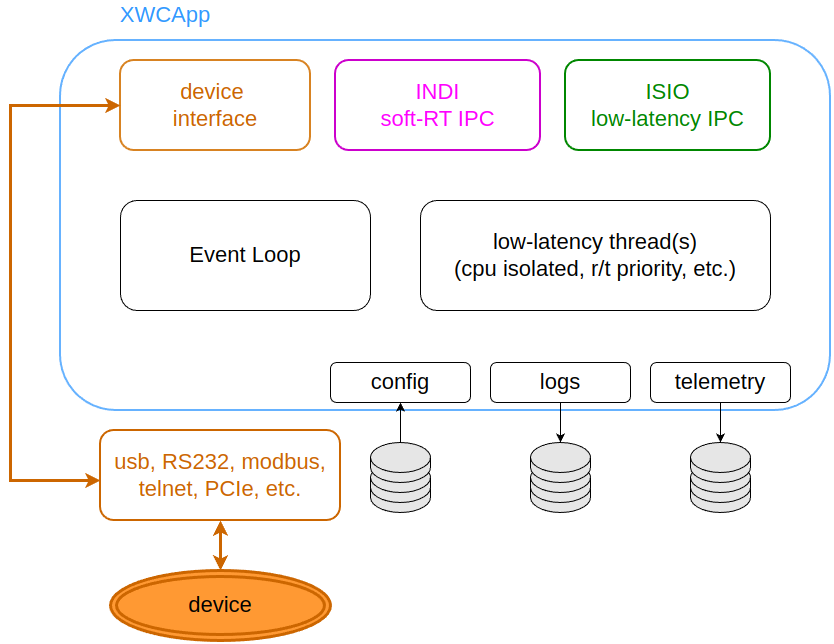 XWCApp
device
interface
INDI
soft-RT IPC
ISIO
low-latency IPC
Event Loop
low-latency thread(s)
(cpu isolated, r/t priority, etc.)
config
logs
telemetry
usb, RS232, modbus,
telnet, PCIe, etc.
device